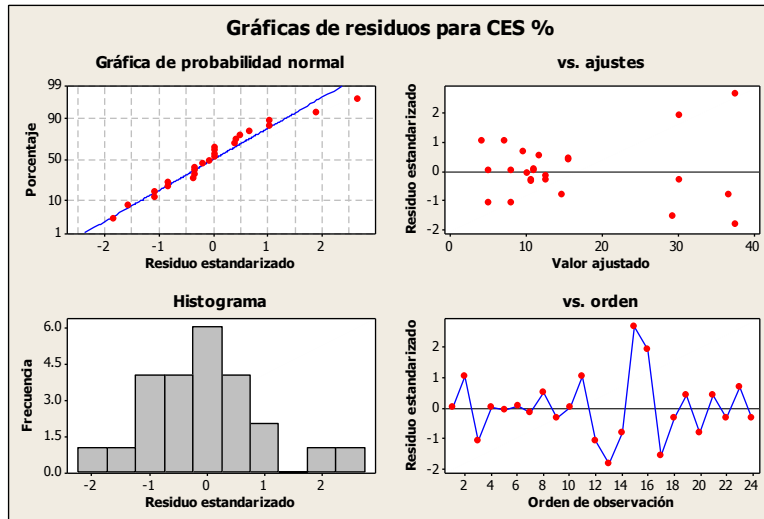 Gráficas de residuos para CES %
Gráfica de probabilidad normal
99
90
50
10
1
Porcentaje
-2 -1 0 1 2
Residuo estandarizado
vs. ajustes
2
1
0
-1
-2
Residuo estandarizado
0 10 20 30 40
Valor ajustado
Histograma
6.0
4.5
3.0
1.5
0.0
Frecuencia
-2 -1 0 1 2
Residuo estandarizado
vs. orden
2
1
0
-1
-2
Residuo estandarizado
2 4 6 8 10 12 14 16 18 20 22 24
Orden de observación